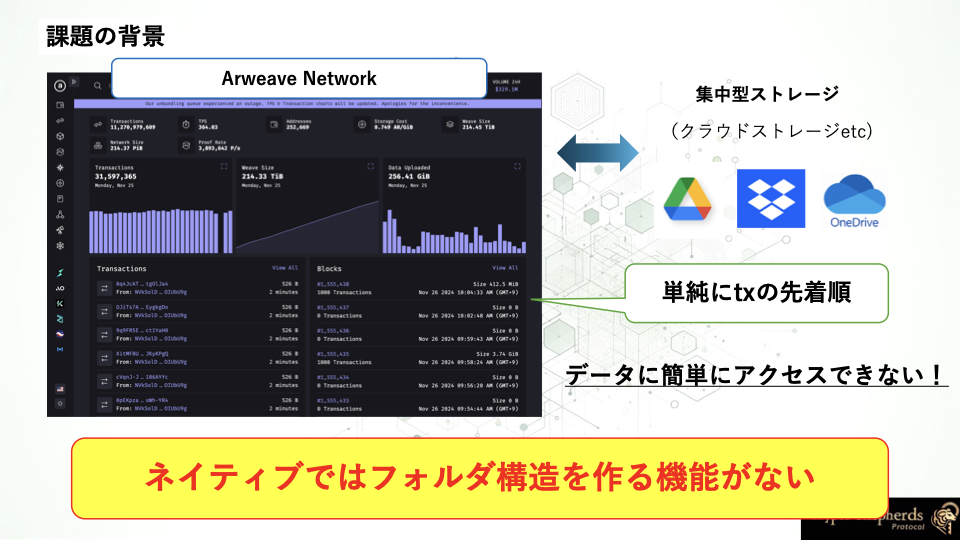 課題の背景
Arweave Network
VOLUME 24H
$329.1M
Our unbundling queue experienced an outage. TPS & Transaction charts will be updated. Apologies for the inconvenience.
Transactions
11,270,979,609
TPS
364.03
Addresses
252,669
Storage Cost
8.749 AR/GiB
Weave Size
214.45 TiB
Network Size
214.37 PiB
Proof Rate
3,893,642 P/s
Transactions
31,597,365
Monday, Nov 25
Weave Size
214.33 TiB
Monday, Nov 25
Data Uploaded
256.41 GiB
Monday, Nov 25
Transactions View All
526 B
From: NVkSolD … OIUbU9g 2 minutes
OJiTs7A … EygkgDo 526 B
From: NVkSolD … OIUbU9g 2 minutes
9q9FR5E … ctIYaH0 526 B
From: NVkSolD … OIUbU9g 2 minutes
XitMF8U … JKyKPgQ 526 B
From: NVkSolD … OIUbU9g 2 minutes
cVqnJ-J … 106AYYc 526 B
From: NVkSolD … OIUbU9g 2 minutes
0pEKpza … sWh-YR4 526 B
From: NVkSolD … OIUbU9g 2 minutes
Blocks View All
#1,555,438 Size 412.5 MiB
1000 Transactions Nov 26 2024 10:04:33 AM (GMT+9)
#1,555,437 Size 0 B
0 Transactions Nov 26 2024 10:02:48 AM (GMT+9)
#1,555,436 Size 0 B
0 Transactions Nov 26 2024 09:59:43 AM (GMT+9)
#1,555,435 Size 3.74 GiB
1000 Transactions Nov 26 2024 09:58:24 AM (GMT+9)
#1,555,434 Size 0 B
0 Transactions Nov 26 2024 09:56:20 AM (GMT+9)
#1,555,433 Size 0 B
0 Transactions Nov 26 2024 09:54:44 AM (GMT+9)
集中型ストレージ
(クラウドストレージetc)
OneDrive
単純にtxの先着順
データに簡単にアクセスできない！
ネイティブではフォルダ構造を作る機能がない
Protocol